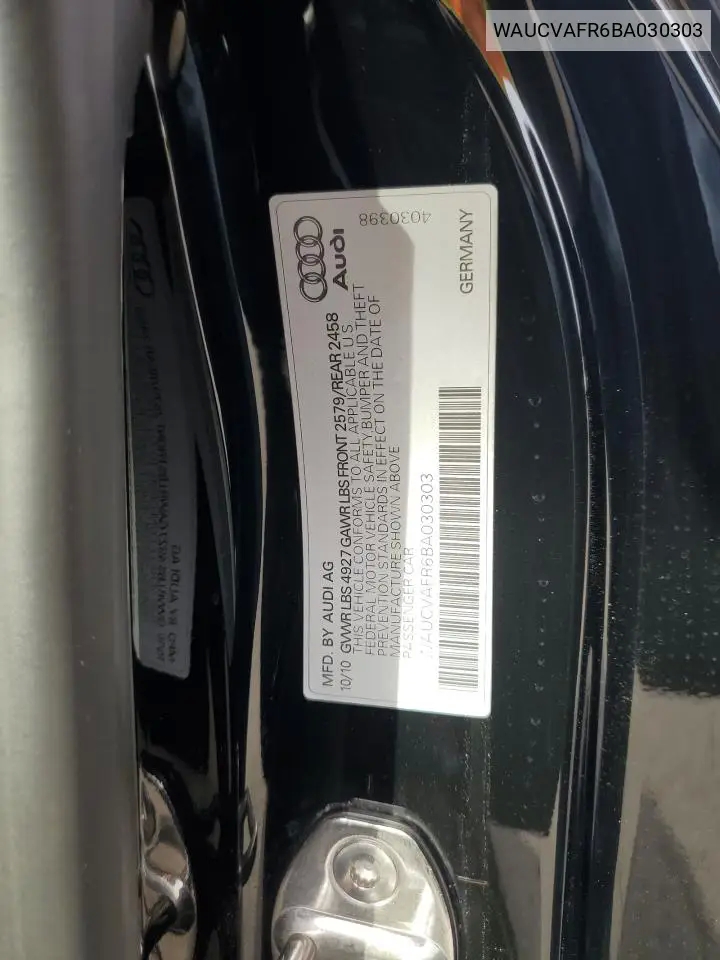 WAUCVAFR6BA030303
4030398
Audi
MFD. BY AUDI AG
10/10 GVWR LBS 4927 GAWR LBS FRONT 2579/REAR 2458
THIS VEHICLE CONFORMS TO ALL APPLICABLE U.S.
FEDERAL MOTOR VEHICLE SAFETY, BUMPER AND THEFT
PREVENTION STANDARDS IN EFFECT ON THE DATE OF
MANUFACTURE SHOWN ABOVE
PASSENGER CAR
WAUCVAFR6BA030303
GERMANY